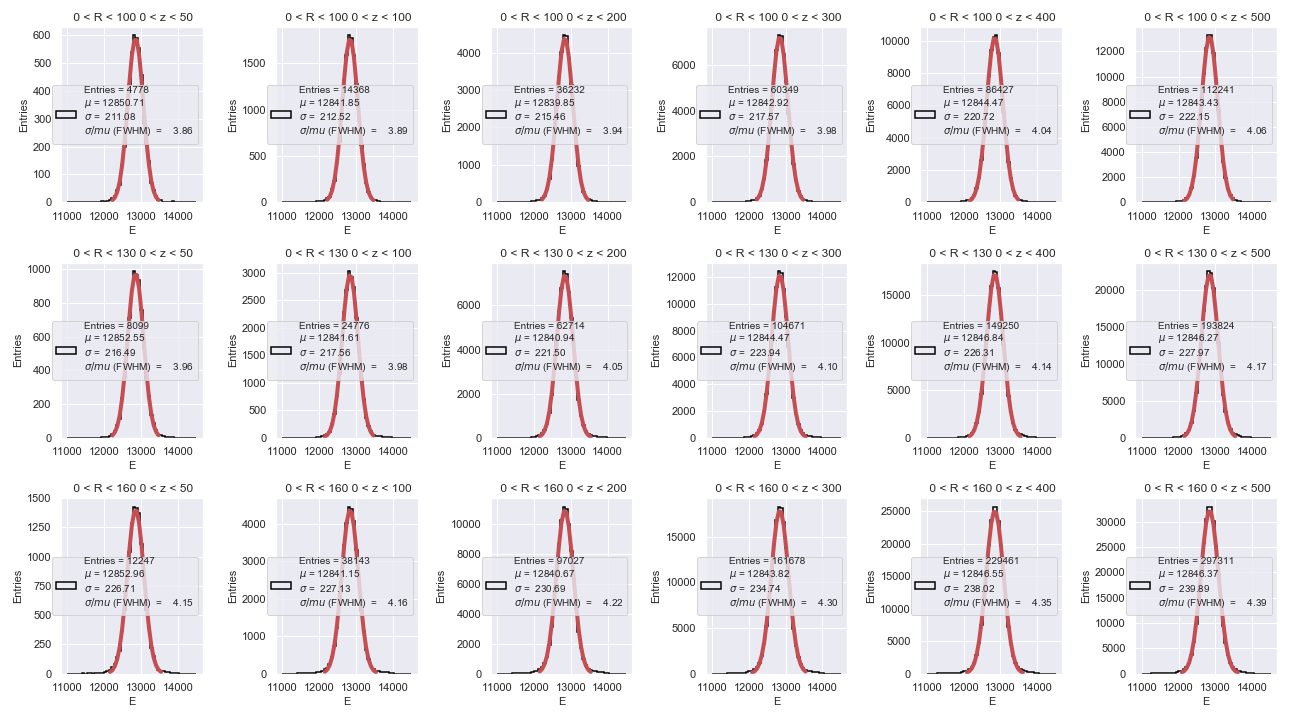 0 < R < 100 0 < z < 50
600
500
400
300
200
100
0
Entries
Entries = 4778
μ = 12850.71
σ = 211.08
σ/mu (FWHM) = 3.86
11000 12000 13000 14000
E
0 < R < 100 0 < z < 100
1500
1000
500
0
Entries
Entries = 14368
μ = 12841.85
σ = 212.52
σ/mu (FWHM) = 3.89
11000 12000 13000 14000
E
0 < R < 100 0 < z < 200
4000
3000
2000
1000
0
Entries
Entries = 36232
μ = 12839.85
σ = 215.46
σ/mu (FWHM) = 3.94
11000 12000 13000 14000
E
0 < R < 100 0 < z < 300
6000
4000
2000
0
Entries
Entries = 60349
μ = 12842.92
σ = 217.57
σ/mu (FWHM) = 3.98
11000 12000 13000 14000
E
0 < R < 100 0 < z < 400
10000
8000
6000
4000
2000
0
Entries
Entries = 86427
μ = 12844.47
σ = 220.72
σ/mu (FWHM) = 4.04
11000 12000 13000 14000
E
0 < R < 100 0 < z < 500
12000
10000
8000
6000
4000
2000
0
Entries
Entries = 112241
μ = 12843.43
σ = 222.15
σ/mu (FWHM) = 4.06
11000 12000 13000 14000
E
0 < R < 130 0 < z < 50
1000
800
600
400
200
0
Entries
Entries = 8099
μ = 12852.55
σ = 216.49
σ/mu (FWHM) = 3.96
11000 12000 13000 14000
E
0 < R < 130 0 < z < 100
3000
2500
2000
1500
1000
500
0
Entries
Entries = 24776
μ = 12841.61
σ = 217.56
σ/mu (FWHM) = 3.98
11000 12000 13000 14000
E
0 < R < 130 0 < z < 200
6000
4000
2000
0
Entries
Entries = 62714
μ = 12840.94
σ = 221.50
σ/mu (FWHM) = 4.05
11000 12000 13000 14000
E
0 < R < 130 0 < z < 300
12000
10000
8000
6000
4000
2000
0
Entries
Entries = 104671
μ = 12844.47
σ = 223.94
σ/mu (FWHM) = 4.10
11000 12000 13000 14000
E
0 < R < 130 0 < z < 400
15000
10000
5000
0
Entries
Entries = 149250
μ = 12846.84
σ = 226.31
σ/mu (FWHM) = 4.14
11000 12000 13000 14000
E
0 < R < 130 0 < z < 500
20000
15000
10000
5000
0
Entries
Entries = 193824
μ = 12846.27
σ = 227.97
σ/mu (FWHM) = 4.17
11000 12000 13000 14000
E
0 < R < 160 0 < z < 50
1500
1250
1000
750
500
250
0
Entries
Entries = 12247
μ = 12852.96
σ = 226.71
σ/mu (FWHM) = 4.15
11000 12000 13000 14000
E
0 < R < 160 0 < z < 100
4000
3000
2000
1000
0
Entries
Entries = 38143
μ = 12841.15
σ = 227.13
σ/mu (FWHM) = 4.16
11000 12000 13000 14000
E
0 < R < 160 0 < z < 200
10000
8000
6000
4000
2000
0
Entries
Entries = 97027
μ = 12840.67
σ = 230.69
σ/mu (FWHM) = 4.22
11000 12000 13000 14000
E
0 < R < 160 0 < z < 300
15000
10000
5000
0
Entries
Entries = 161678
μ = 12843.82
σ = 234.74
σ/mu (FWHM) = 4.30
11000 12000 13000 14000
E
0 < R < 160 0 < z < 400
25000
20000
15000
10000
5000
0
Entries
Entries = 229461
μ = 12846.55
σ = 238.02
σ/mu (FWHM) = 4.35
11000 12000 13000 14000
E
0 < R < 160 0 < z < 500
30000
25000
20000
15000
10000
5000
0
Entries
Entries = 297311
μ = 12846.37
σ = 239.89
σ/mu (FWHM) = 4.39
11000 12000 13000 14000
E